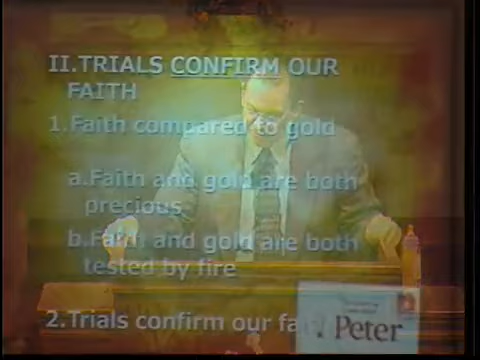 II.TRIALS CONFIRM OUR
FAITH
1.Faith compared to gold
a.Faith and gold are both
precious
b.Faith and gold are both
tested by fire
2.Trials confirm our
Peter